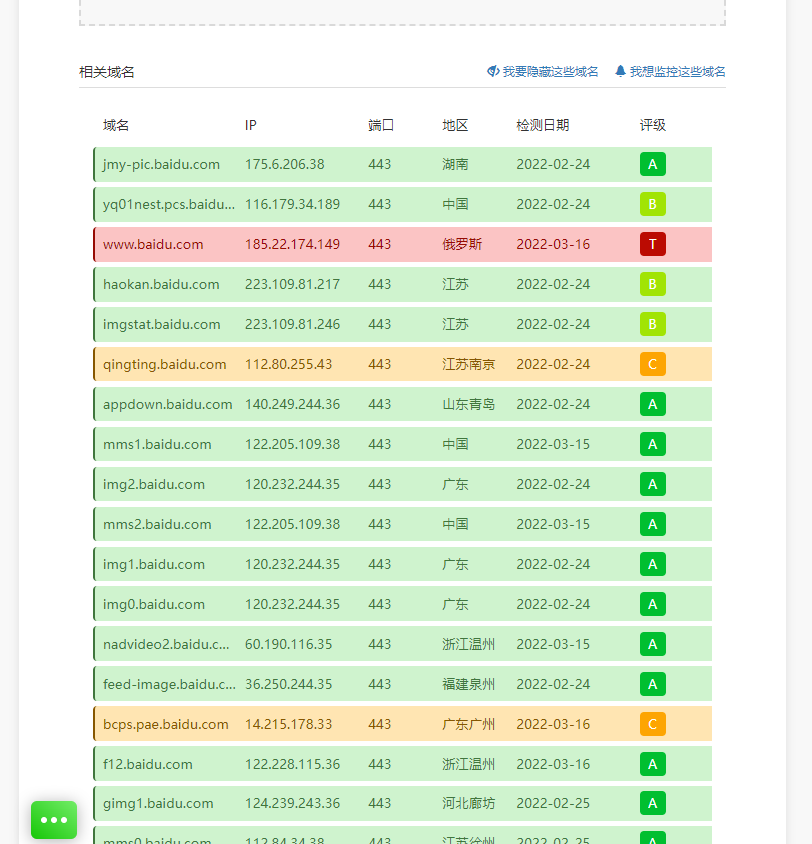 相关域名 我要隐藏这些域名 我想监控这些域名
域名 IP 端口 地区 检测日期 评级
jmy-pic.baidu.com 175.6.206.38 443 湖南 2022-02-24 A
yq01nest.pcs.baidu... 116.179.34.189 443 中国 2022-02-24 B
www.baidu.com 185.22.174.149 443 俄罗斯 2022-03-16 T
haokan.baidu.com 223.109.81.217 443 江苏 2022-02-24 B
imgstat.baidu.com 223.109.81.246 443 江苏 2022-02-24 B
qingting.baidu.com 112.80.255.43 443 江苏南京 2022-02-24 C
appdown.baidu.com 140.249.244.36 443 山东青岛 2022-02-24 A
mms1.baidu.com 122.205.109.38 443 中国 2022-03-15 A
img2.baidu.com 120.232.244.35 443 广东 2022-02-24 A
mms2.baidu.com 122.205.109.38 443 中国 2022-03-15 A
img1.baidu.com 120.232.244.35 443 广东 2022-02-24 A
img0.baidu.com 120.232.244.35 443 广东 2022-02-24 A
nadvideo2.baidu.c... 60.190.116.35 443 浙江温州 2022-03-15 A
feed-image.baidu.c... 36.250.244.35 443 福建泉州 2022-02-24 A
bcps.pae.baidu.com 14.215.178.33 443 广东广州 2022-03-16 C
f12.baidu.com 122.228.115.36 443 浙江温州 2022-03-16 A
gimg1.baidu.com 124.239.243.36 443 河北廊坊 2022-02-25 A
mms0.baidu.com 112.84.34.38 443 江苏徐州 2022-02-25 A